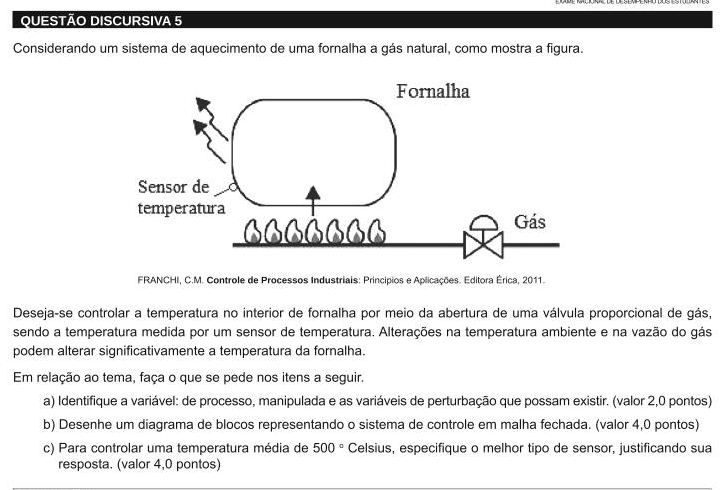 EXAME NACIONAL DE DESEMPENHO DOS ESTUDANTES
QUESTÃO DISCURSIVA 5
Considerando um sistema de aquecimento de uma fornalha a gás natural, como mostra a figura.
Fornalha
Sensor de
temperatura
Gás
FRANCHI, C.M. Controle de Processos Industriais: Principios e Aplicações. Editora Érica, 2011.
Deseja-se controlar a temperatura no interior de fornalha por meio da abertura de uma válvula proporcional de gás,
sendo a temperatura medida por um sensor de temperatura. Alterações na temperatura ambiente e na vazão do gás
podem alterar significativamente a temperatura da fornalha.
Em relação ao tema, faça o que se pede nos itens a seguir.
a) Identifique a variável: de processo, manipulada e as variáveis de perturbação que possam existir. (valor 2,0 pontos)
b) Desenhe um diagrama de blocos representando o sistema de controle em malha fechada. (valor 4,0 pontos)
c) Para controlar uma temperatura média de 500 ° Celsius, especifique o melhor tipo de sensor, justificando sua
resposta. (valor 4,0 pontos)